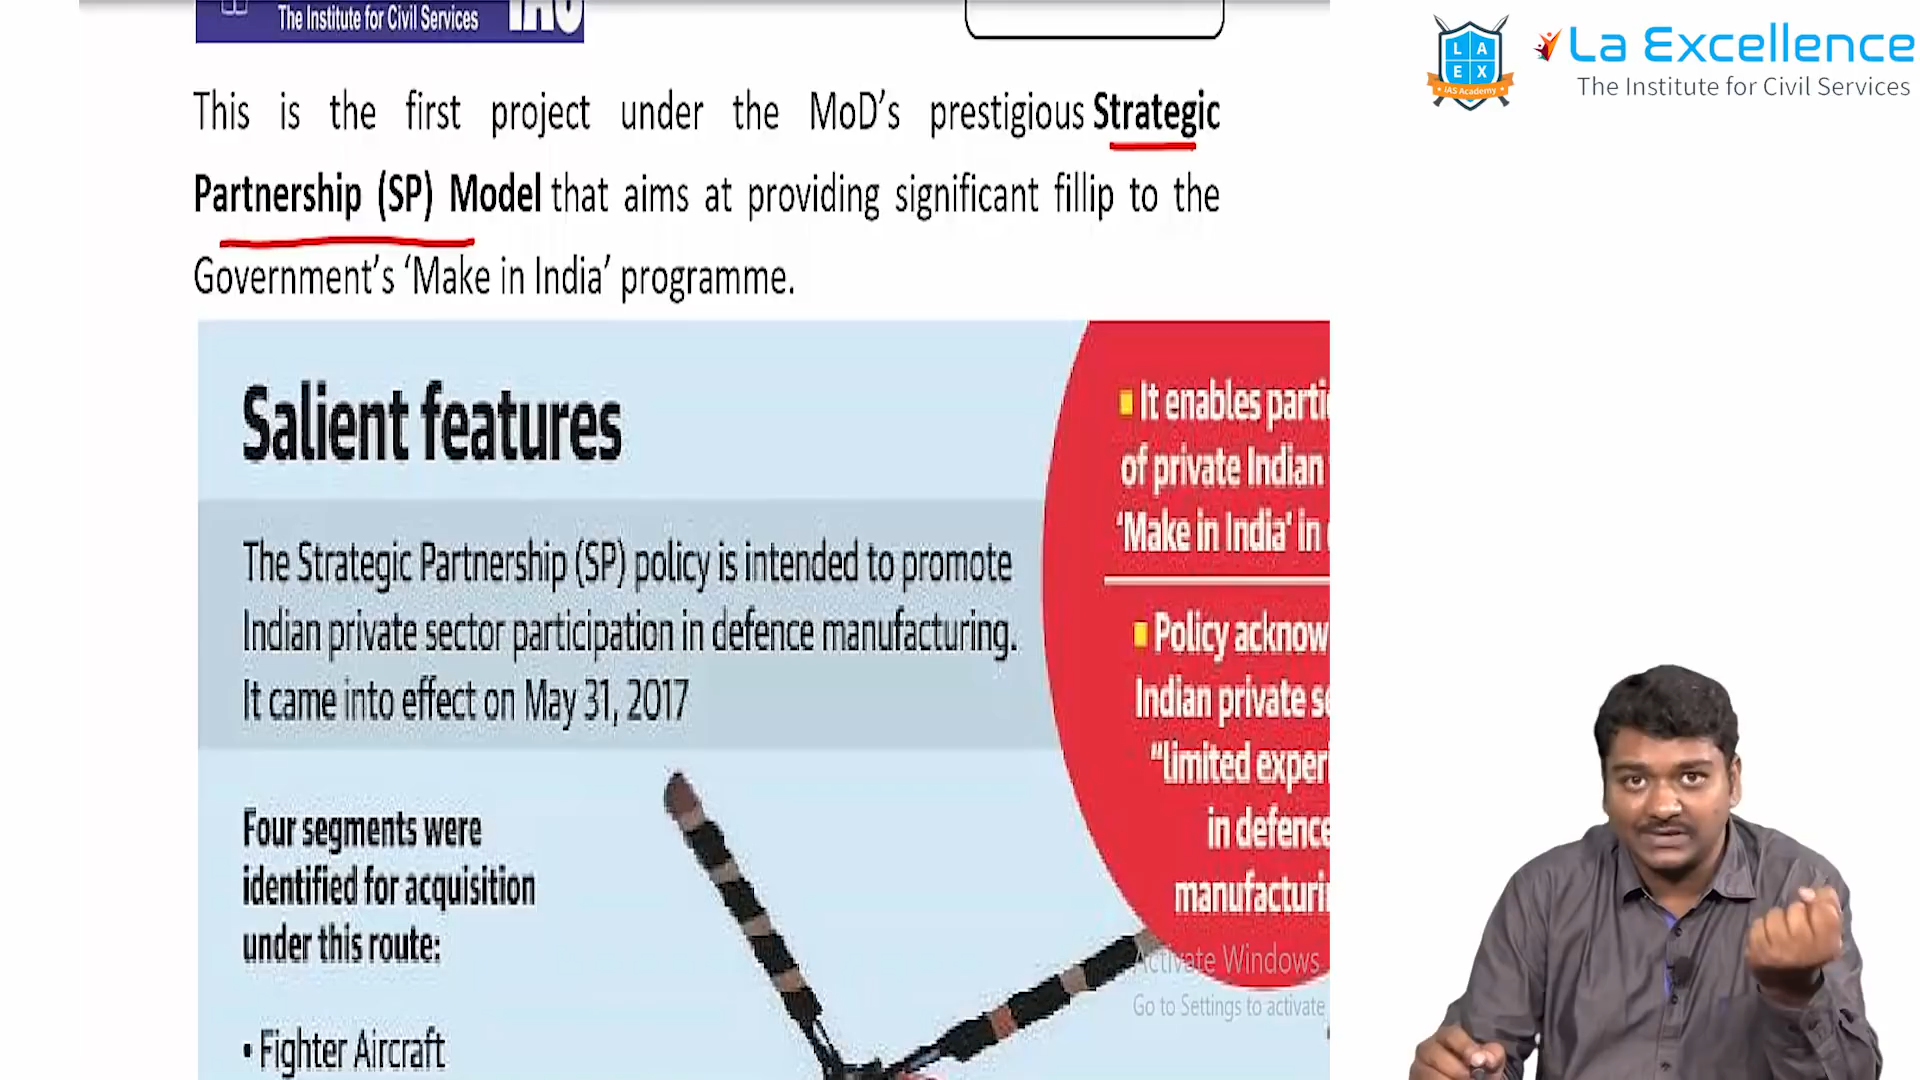 The Institute for Civil Services
IAS
L A
E X
IAS Academy
La Excellence
The Institute for Civil Services
This is the first project under the MoD’s prestigious Strategic
Partnership (SP) Model that aims at providing significant fillip to the
Government’s ‘Make in India’ programme.
Salient features
The Strategic Partnership (SP) policy is intended to promote
Indian private sector participation in defence manufacturing.
It came into effect on May 31, 2017
Four segments were
identified for acquisition
under this route:
• Fighter Aircraft
It enables parti
of private Indian
‘Make in India’ in
Policy acknow
Indian private s
“limited exper
in defence
manufacturi
Activate Windows
Go to Settings to activate